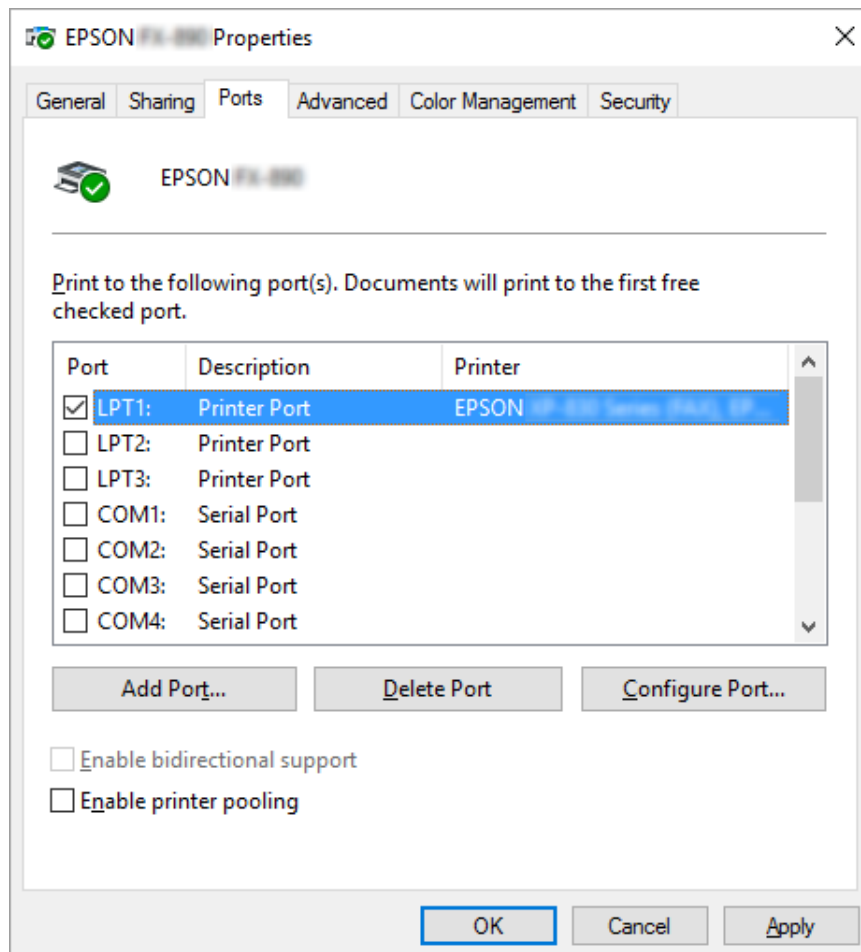 EPSON Properties
General Sharing Ports Advanced Color Management Security
EPSON
Print to the following port(s). Documents will print to the first free
checked port.
Port Description Printer
LPT1: Printer Port EPSON
LPT2: Printer Port
LPT3: Printer Port
COM1: Serial Port
COM2: Serial Port
COM3: Serial Port
COM4: Serial Port
Add Port... Delete Port Configure Port...
Enable bidirectional support
Enable printer pooling
OK Cancel Apply